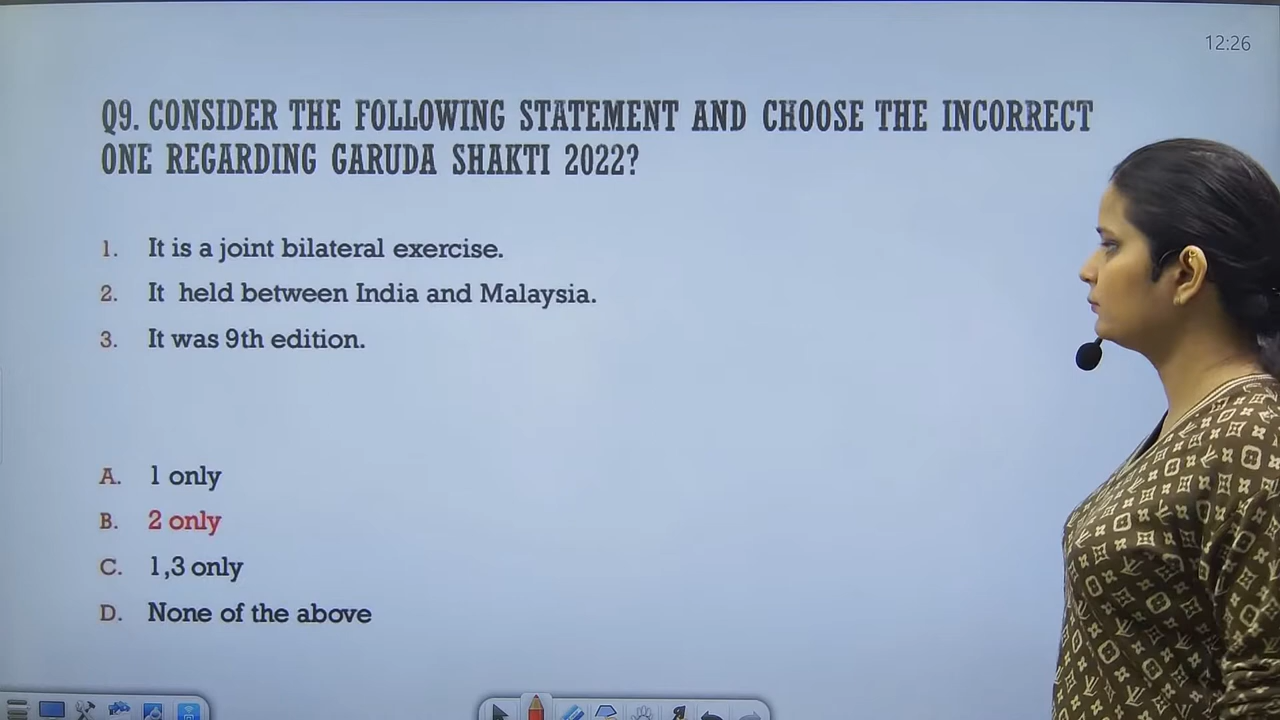 12:26
Q9. CONSIDER THE FOLLOWING STATEMENT AND CHOOSE THE INCORRECT
ONE REGARDING GARUDA SHAKTI 2022?
1. It is a joint bilateral exercise.
2. It held between India and Malaysia.
3. It was 9th edition.
A. 1 only
B. 2 only
C. 1,3 only
D. None of the above